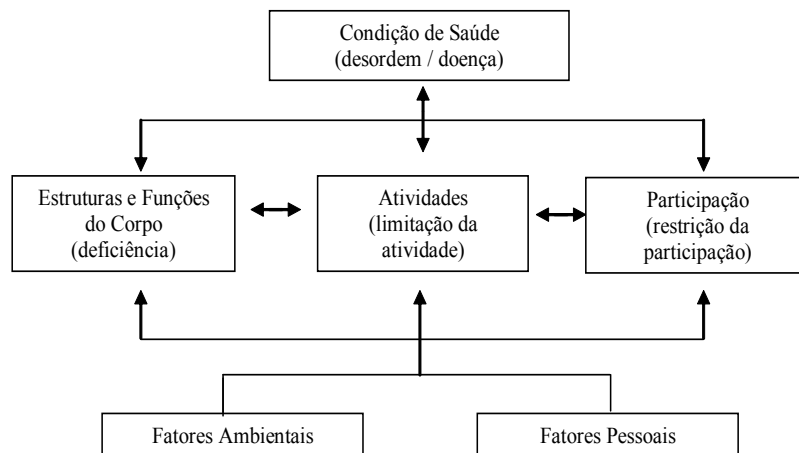 Condição de Saúde
(desordem / doença)
Estruturas e Funções
do Corpo
(deficiência)
Atividades
(limitação da
atividade)
Participação
(restrição da
participação)
Fatores Ambientais
Fatores Pessoais